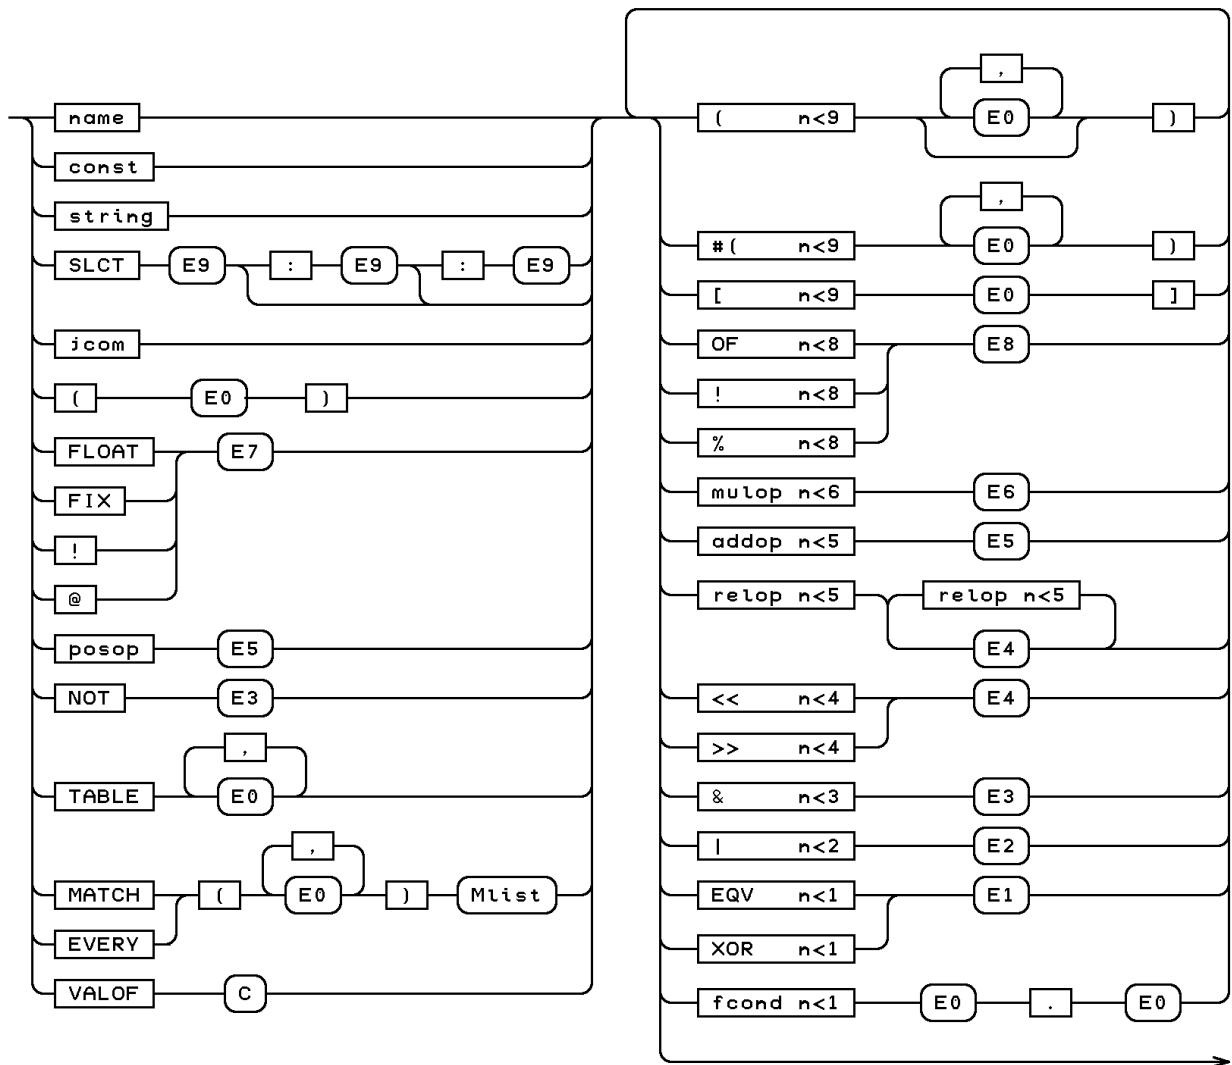 ,
name
( n<9
E0
)
const
string
,
#( n<9
E0
)
SLCT E9 : E9 : E9
[ n<9
E0
]
jcom
OF n<8
E8
( E0 )
! n<8
FLOAT E7
% n<8
FIX
mulop n<6
E6
!
addop n<5
E5
@
relop n<5
relop n<5
posop E5
E4
NOT E3
<< n<4
E4
,
>> n<4
TABLE E0
& n<3
E3
,
| n<2
E2
MATCH ( E0 ) Mlist
EQV n<1
E1
EVERY
XOR n<1
VALOF C
fcond n<1
E0 . E0